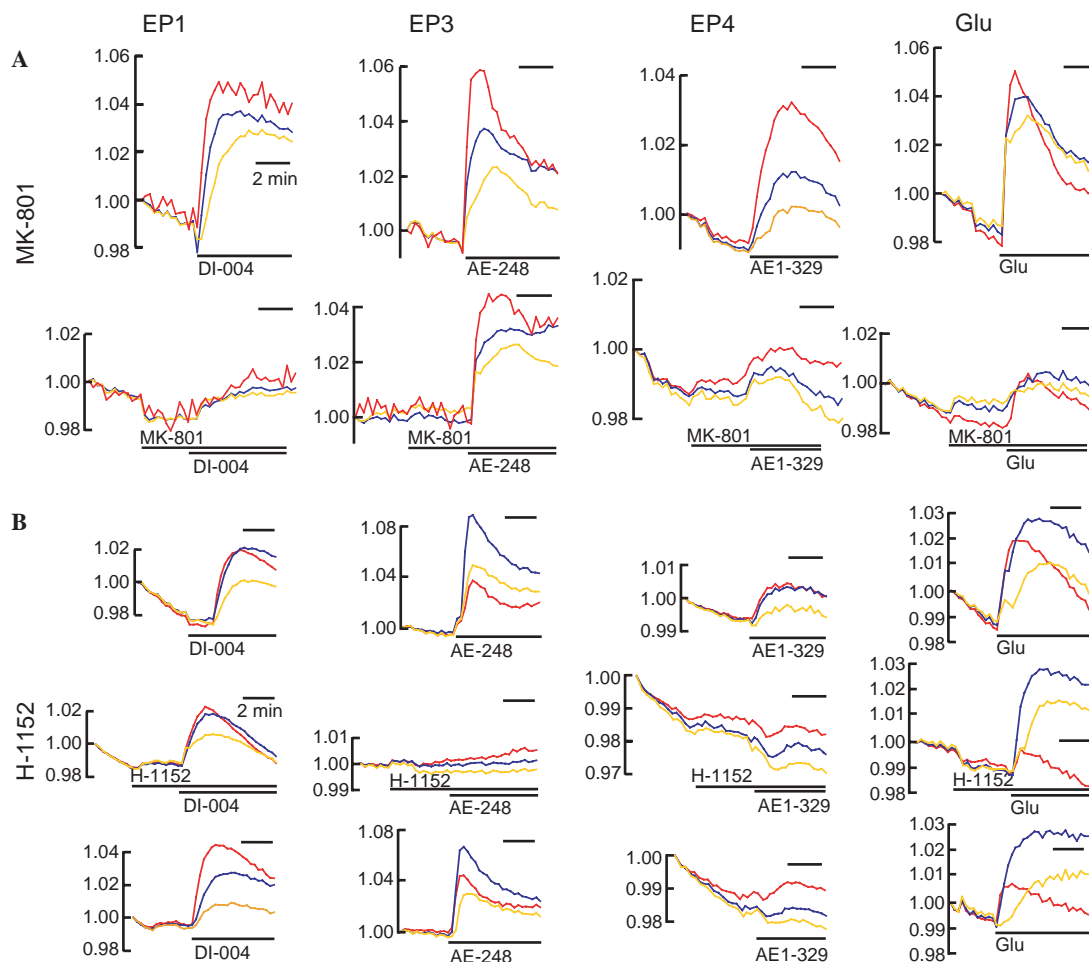 EP1 EP3 EP4 Glu
A
MK-801
1.06
1.04
1.02
1.00
0.98
2 min
DI-004
1.06
1.04
1.02
1.00
AE-248
1.04
1.02
1.00
AE1-329
1.06
1.04
1.02
1.00
0.98
Glu
1.02
1.00
0.98
MK-801
DI-004
1.04
1.02
1.00
MK-801
AE-248
1.02
1.00
0.98
MK-801
AE1-329
1.02
1.00
0.98
MK-801
Glu
B
H-1152
1.02
1.00
0.98
DI-004
1.08
1.04
1.00
AE-248
1.01
1.00
0.99
AE1-329
1.03
1.02
1.01
1.00
0.99
0.98
Glu
1.02
1.00
0.98
2 min
H-1152
DI-004
1.01
1.00
0.99
H-1152
AE-248
1.00
0.99
0.98
0.97
H-1152
AE1-329
1.03
1.02
1.01
1.00
0.99
0.98
H-1152
Glu
1.04
1.02
1.00
0.98
DI-004
1.08
1.04
1.00
AE-248
1.00
0.99
0.98
AE1-329
1.03
1.02
1.01
1.00
0.99
0.98
Glu